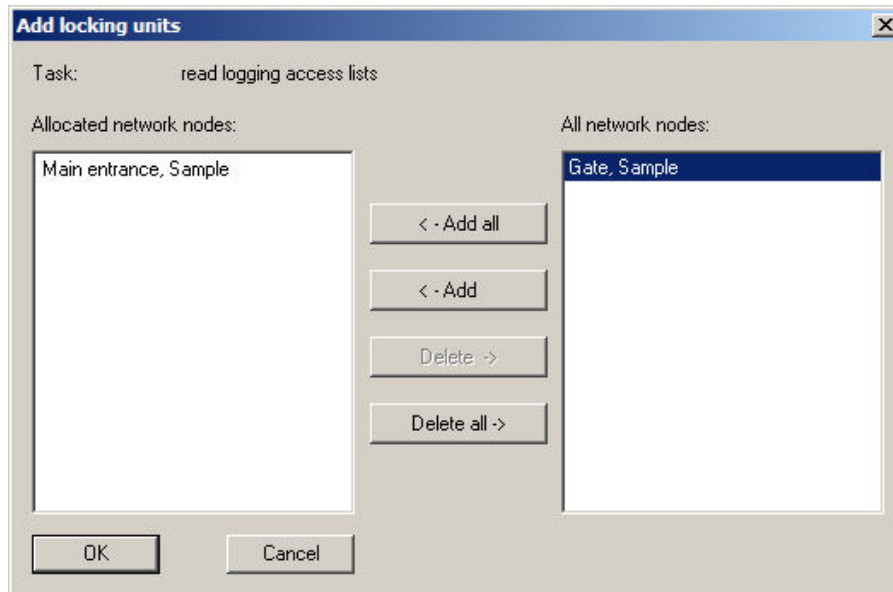 Add locking units
Task: read logging access lists
Allocated network nodes:
All network nodes:
Main entrance, Sample
Gate, Sample
< - Add all
< - Add
Delete ->
Delete all ->
OK
Cancel